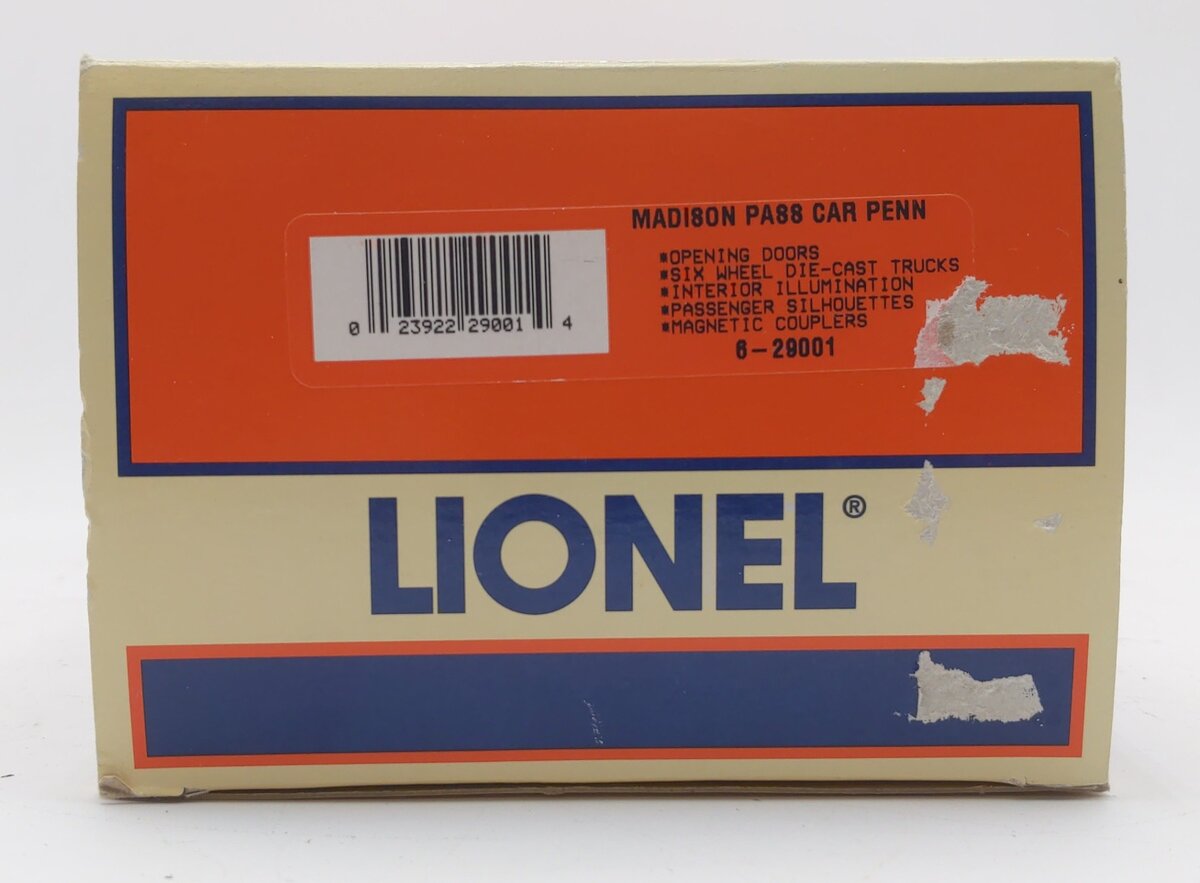 MADISON PASS CAR PENN
*OPENING DOORS
*SIX WHEEL DIE-CAST TRUCKS
*INTERIOR ILLUMINATION
*PASSENGER SILHOUETTES
*MAGNETIC COUPLERS
6-29001
0 23922 29001 4
LIONEL®